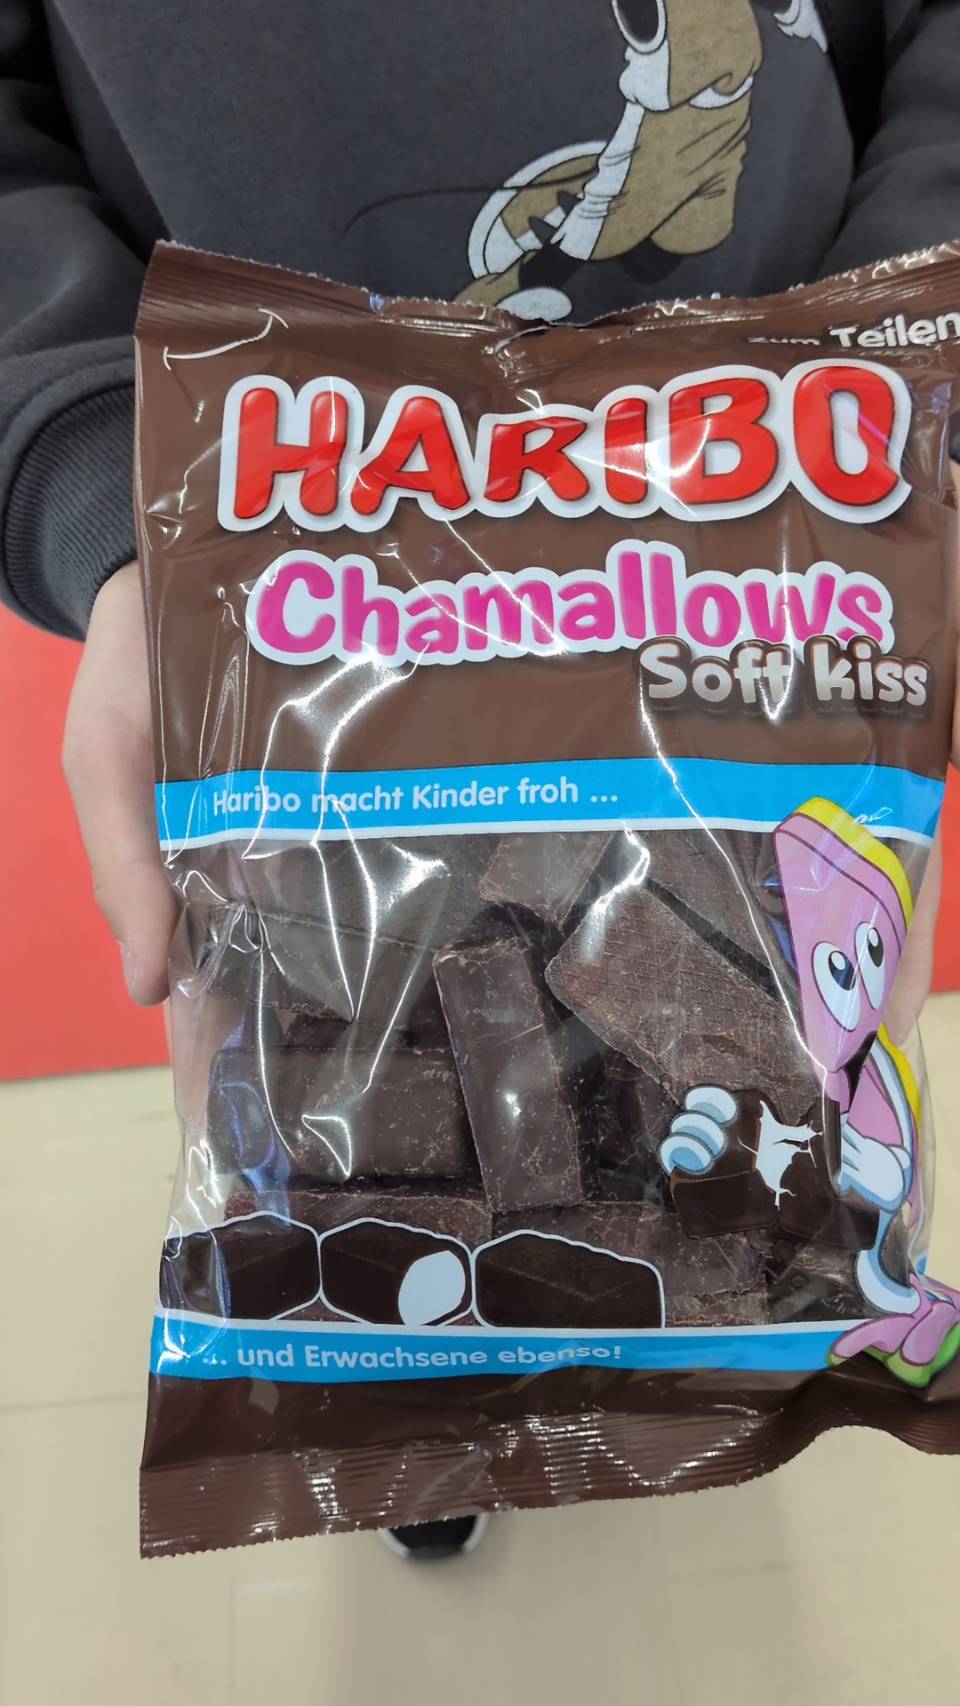 zum Teilen
HARIBO
Chamallows
Soft kiss
Haribo macht Kinder froh ...
... und Erwachsene ebenso!